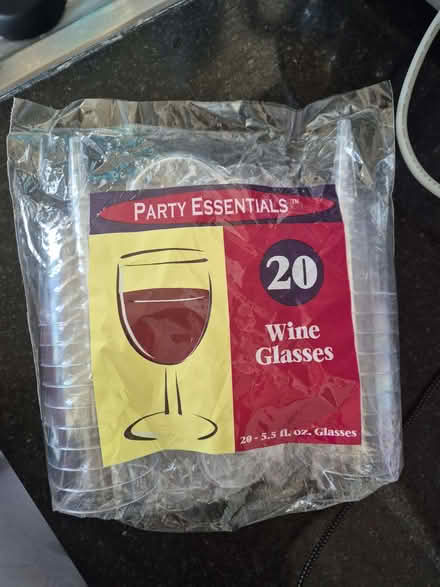 PARTY ESSENTIALS™
20
Wine
Glasses
20 - 5.5 fl. oz. Glasses